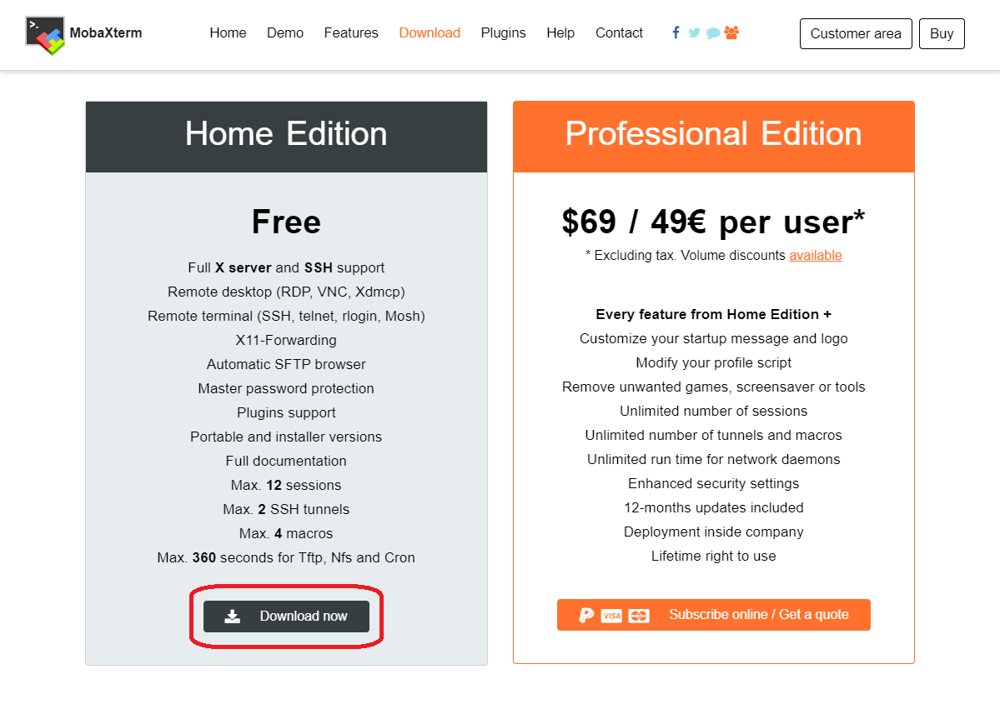 >_ MobaXterm Home Demo Features Download Plugins Help Contact Customer area Buy
Home Edition
Free
Full X server and SSH support
Remote desktop (RDP, VNC, Xdmcp)
Remote terminal (SSH, telnet, rlogin, Mosh)
X11-Forwarding
Automatic SFTP browser
Master password protection
Plugins support
Portable and installer versions
Full documentation
Max. 12 sessions
Max. 2 SSH tunnels
Max. 4 macros
Max. 360 seconds for Tftp, Nfs and Cron
Download now
Professional Edition
$69 / 49€ per user*
* Excluding tax. Volume discounts available
Every feature from Home Edition +
Customize your startup message and logo
Modify your profile script
Remove unwanted games, screensaver or tools
Unlimited number of sessions
Unlimited number of tunnels and macros
Unlimited run time for network daemons
Enhanced security settings
12-months updates included
Deployment inside company
Lifetime right to use
VISA Subscribe online / Get a quote